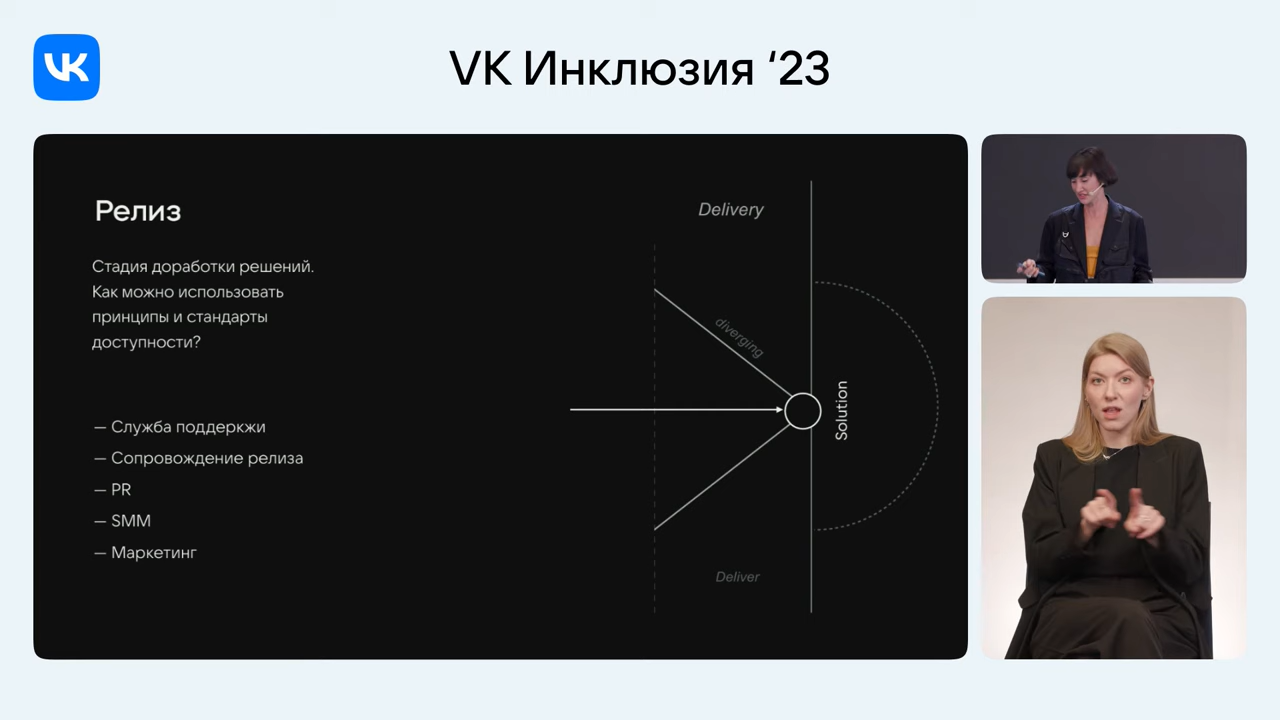 VK
VK Инклюзия ‘23
Релиз
Стадия доработки решений.
Как можно использовать
принципы и стандарты
доступности?
— Служба поддеркжи
— Сопровождение релиза
— PR
— SMM
— Маркетинг
Delivery
diverging
Solution
Deliver